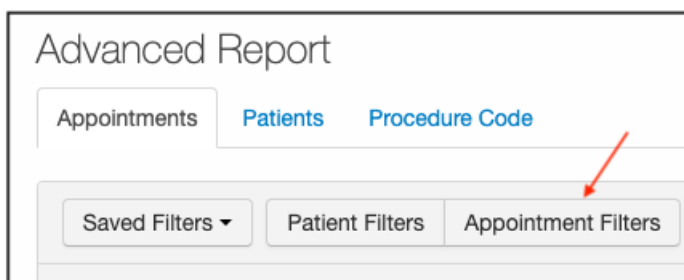 Advanced Report
Appointments Patients Procedure Code
Saved Filters Patient Filters Appointment Filters